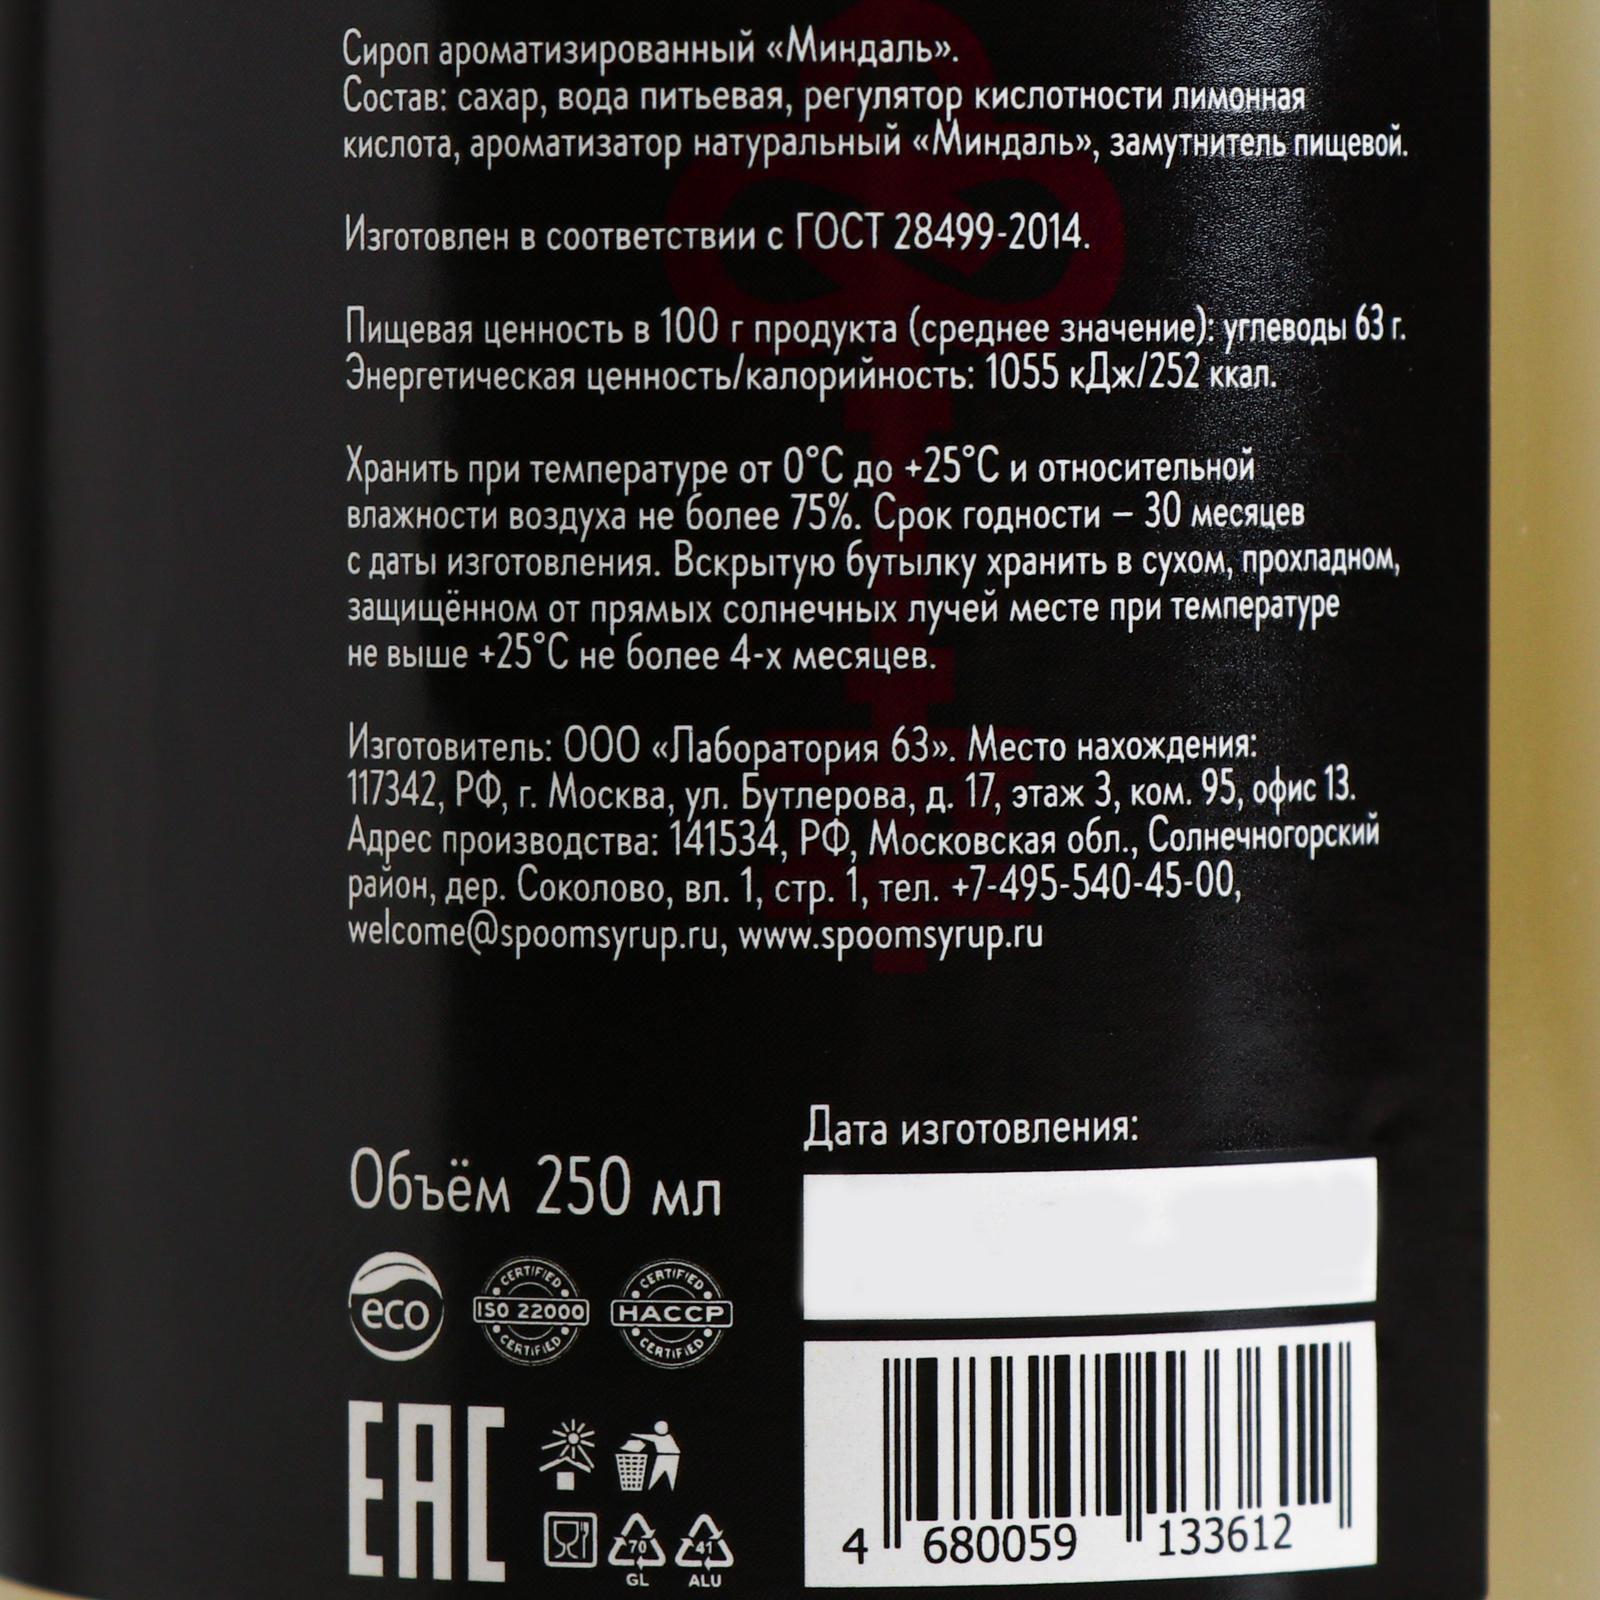 Сироп ароматизированный «Миндаль».
Состав: сахар, вода питьевая, регулятор кислотности лимонная
кислота, ароматизатор натуральный «Миндаль», замутнитель пищевой.
Изготовлен в соответствии с ГОСТ 28499-2014.
Пищевая ценность в 100 г продукта (среднее значение): углеводы 63 г.
Энергетическая ценность/калорийность: 1055 кДж/252 ккал.
Хранить при температуре от 0°С до +25°С и относительной
влажности воздуха не более 75%. Срок годности – 30 месяцев
с даты изготовления. Вскрытую бутылку хранить в сухом, прохладном,
защищённом от прямых солнечных лучей месте при температуре
не выше +25°С не более 4-х месяцев.
Изготовитель: ООО «Лаборатория 63». Место нахождения:
117342, РФ, г. Москва, ул. Бутлерова, д. 17, этаж 3, ком. 95, офис 13.
Адрес производства: 141534, РФ, Московская обл., Солнечногорский
район, дер. Соколово, вл. 1, стр. 1, тел. +7-495-540-45-00,
welcome@spoomsyrup.ru, www.spoomsyrup.ru
Дата изготовления:
Объём 250 мл
eco
CERTIFIED
ISO 22000
CERTIFIED
CERTIFIED
HACCP
CERTIFIED
EAC
70
GL
41
ALU
4 680059 133612